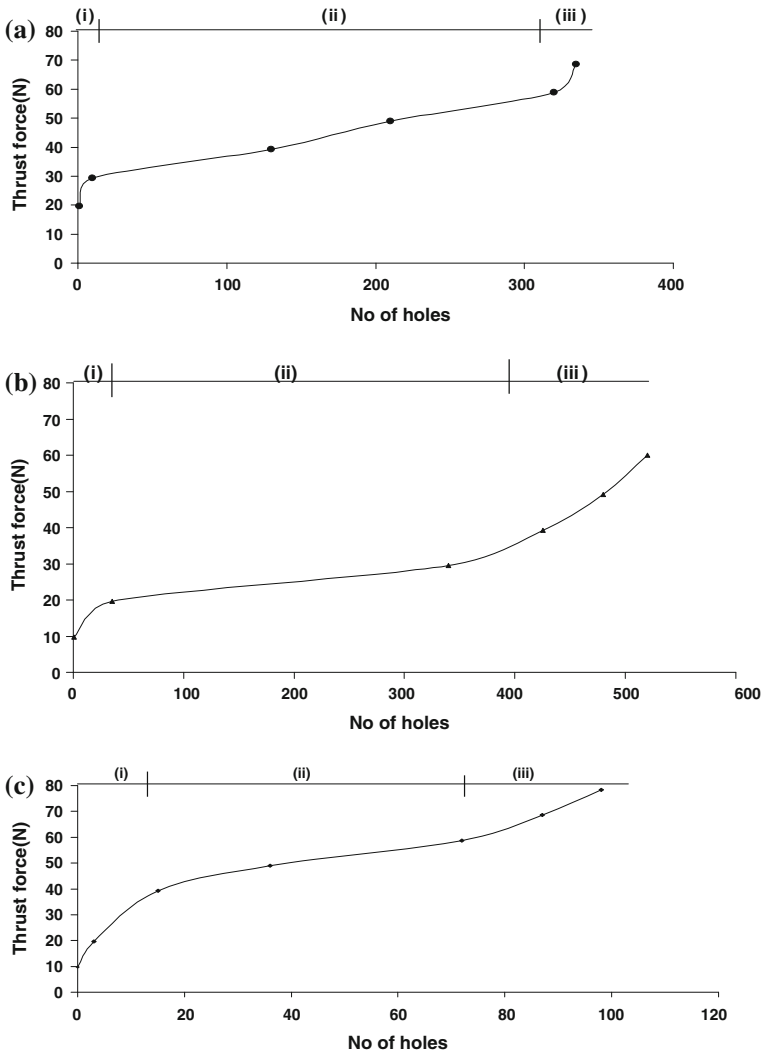 (a)
(i) (ii) (iii)
80
70
60
50
40
30
20
10
0
Thrust force(N)
0 100 200 300 400
No of holes
(b)
(i) (ii) (iii)
80
70
60
50
40
30
20
10
0
Thrust force(N)
0 100 200 300 400 500 600
No of holes
(c)
(i) (ii) (iii)
80
70
60
50
40
30
20
10
0
Thrust force(N)
0 20 40 60 80 100 120
No of holes